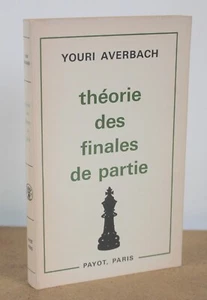 YOURI AVERBACH
théorie
des
finales
de partie
PAYOT, PARIS